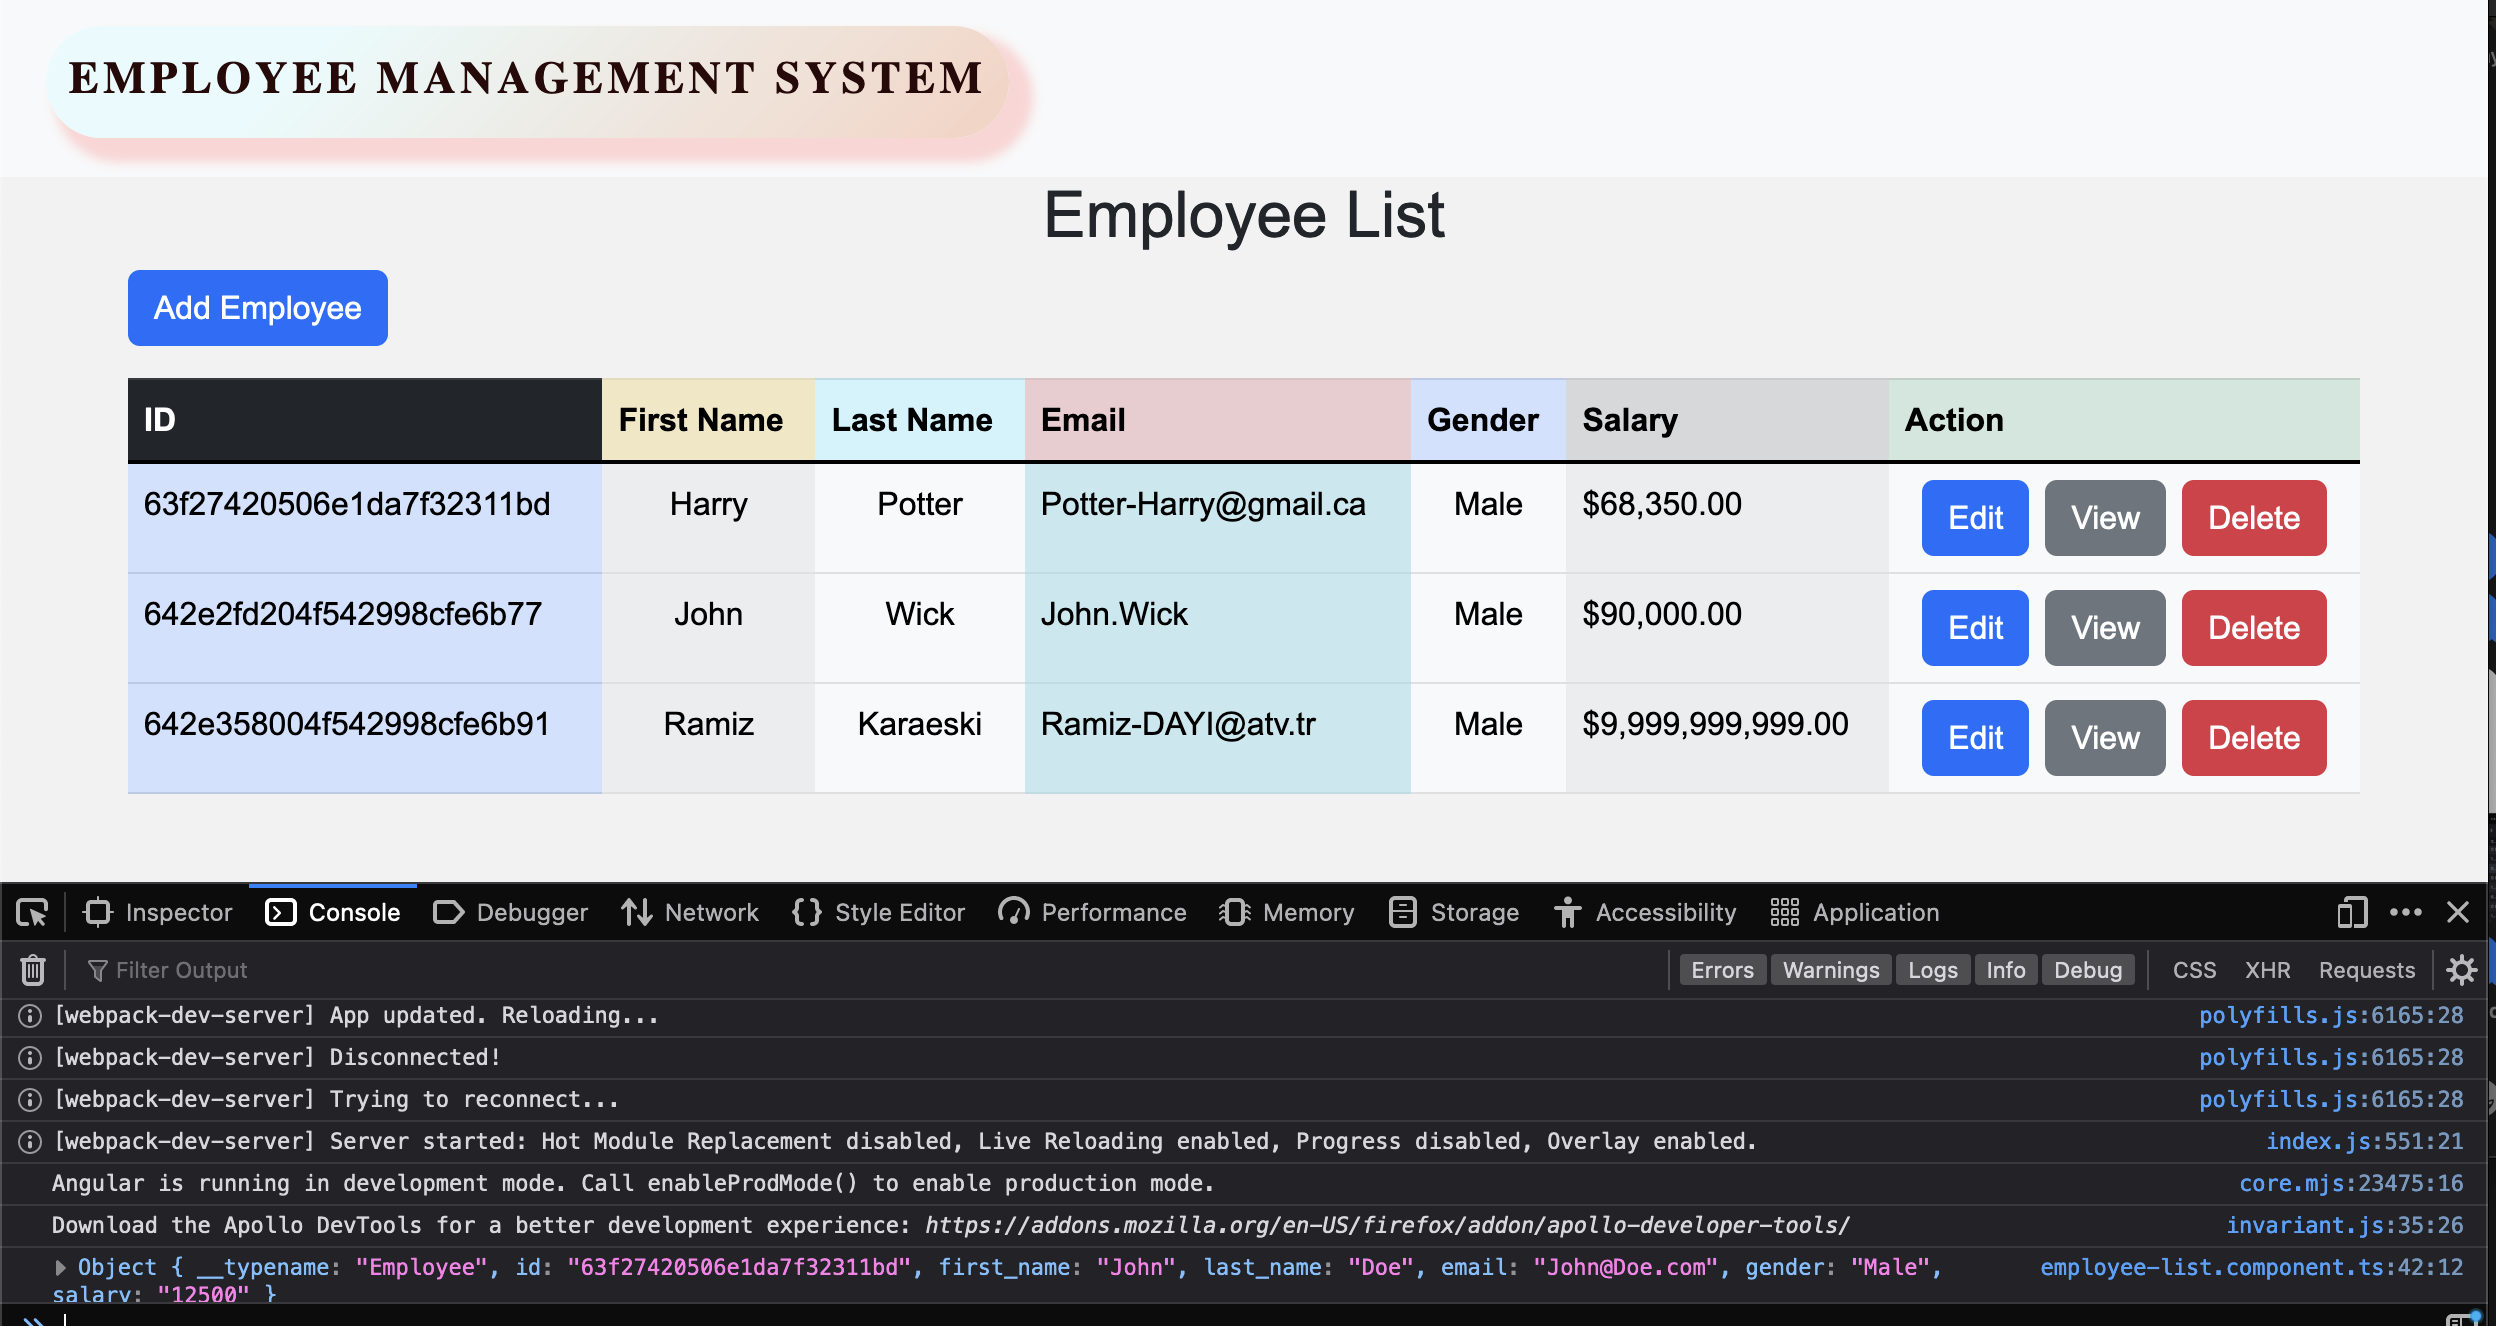 EMPLOYEE MANAGEMENT SYSTEM
Employee List
Add Employee
ID First Name Last Name Email Gender Salary Action
63f27420506e1da7f32311bd Harry Potter Potter-Harry@gmail.ca Male $68,350.00 Edit View Delete
642e2fd204f542998cfe6b77 John Wick John.Wick Male $90,000.00 Edit View Delete
642e358004f542998cfe6b91 Ramiz Karaeski Ramiz-DAYI@atv.tr Male $9,999,999,999.00 Edit View Delete
Inspector Console Debugger Network Style Editor Performance Memory Storage Accessibility Application
Filter Output Errors Warnings Logs Info Debug CSS XHR Requests
[webpack-dev-server] App updated. Reloading... polyfills.js:6165:28
[webpack-dev-server] Disconnected! polyfills.js:6165:28
[webpack-dev-server] Trying to reconnect... polyfills.js:6165:28
[webpack-dev-server] Server started: Hot Module Replacement disabled, Live Reloading enabled, Progress disabled, Overlay enabled. index.js:551:21
Angular is running in development mode. Call enableProdMode() to enable production mode. core.mjs:23475:16
Download the Apollo DevTools for a better development experience: https://addons.mozilla.org/en-US/firefox/addon/apollo-developer-tools/ invariant.js:35:26
Object { __typename: "Employee", id: "63f27420506e1da7f32311bd", first_name: "John", last_name: "Doe", email: "John@Doe.com", gender: "Male", employee-list.component.ts:42:12
salary: "12500" }